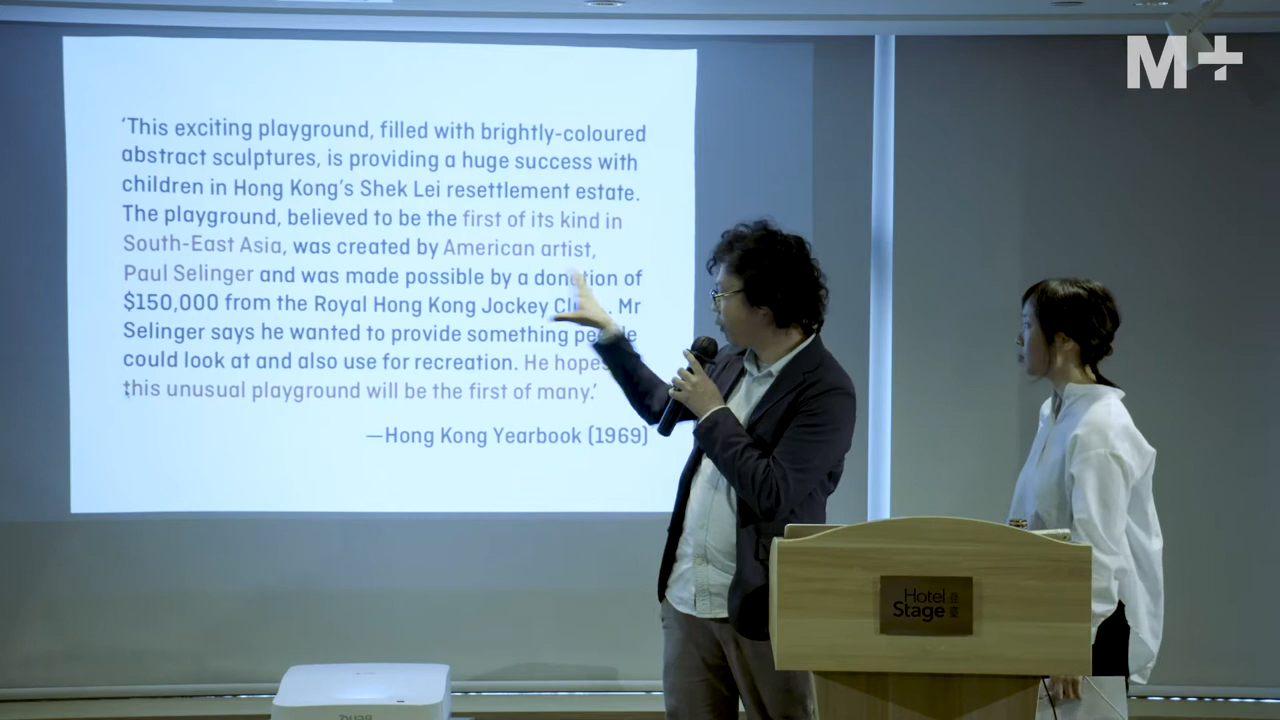 ‘This exciting playground, filled with brightly-coloured
abstract sculptures, is providing a huge success with
children in Hong Kong’s Shek Lei resettlement estate.
The playground, believed to be the first of its kind in
South-East Asia, was created by American artist,
Paul Selinger and was made possible by a donation of
$150,000 from the Royal Hong Kong Jockey Mr
Selinger says he wanted to provide something people
could look at and also use for recreation. He hopes
this unusual playground will be the first of many.’
—Hong Kong Yearbook (1969)
M+
Hotel
Stage
BenQ